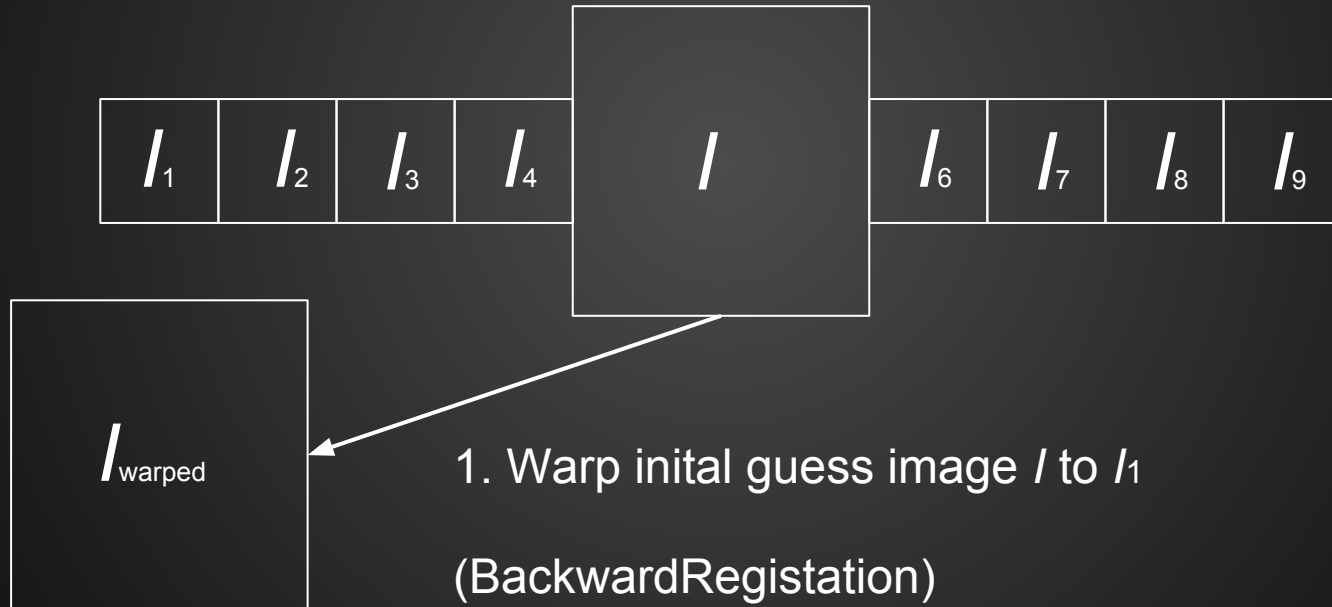 I1 I2 I3 I4 I I6 I7 I8 I9
Iwarped
1. Warp inital guess image I to I1
(BackwardRegistation)